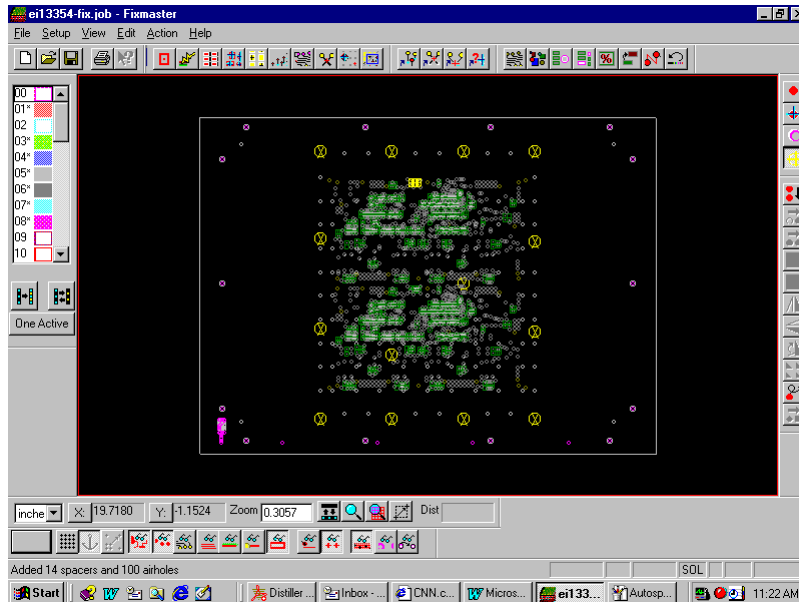 ei13354-fix.job - Fixmaster
File Setup View Edit Action Help
00
01*
02
03*
04*
05*
06*
07*
08*
09
10
One Active
inche X: 19.7180 Y: -1.1524 Zoom 0.3057 Dist
Added 14 spacers and 100 airholes SOL
Start Distiller ... Inbox - ... CNN.c... Micros... ei133... Autosp... 11:22 AM